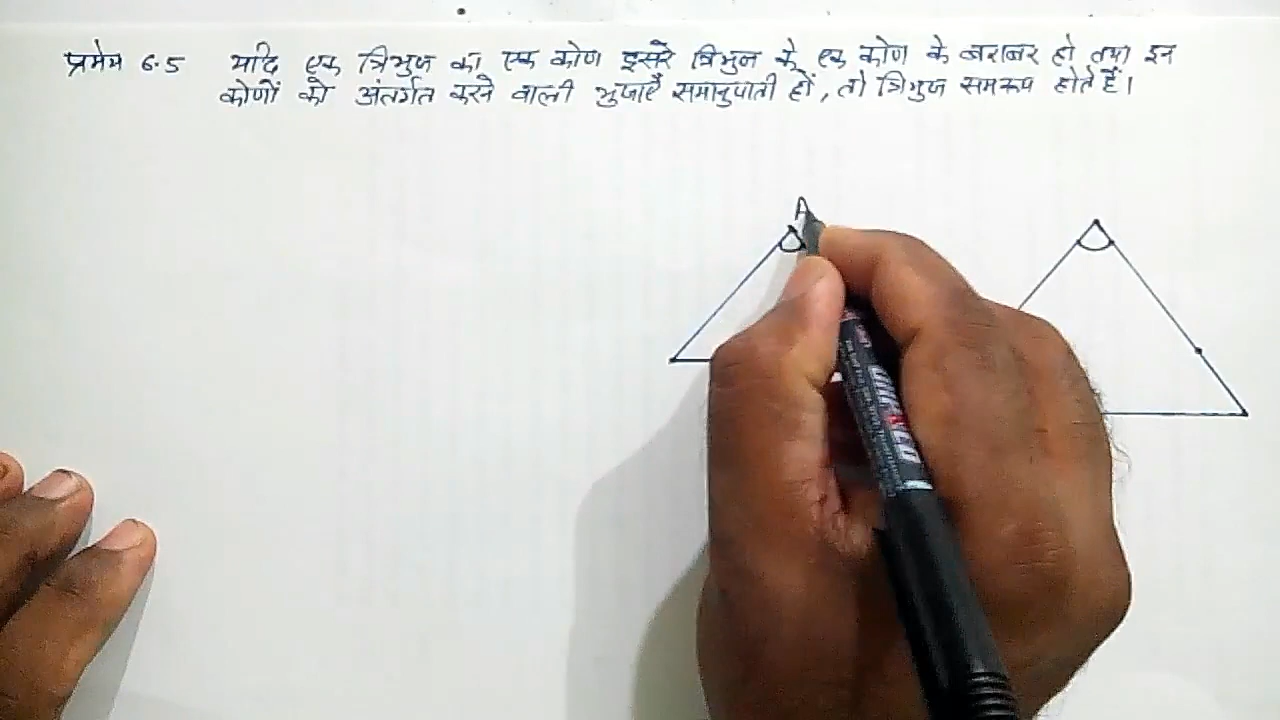 प्रमेय 6.5 यदि एक त्रिभुज का एक कोण दूसरे त्रिभुज के एक कोण के बराबर हो तथा इन
कोणों को अंतर्गत करने वाली भुजाएँ समानुपाती हों, तो त्रिभुज समरूप होते हैं।
A